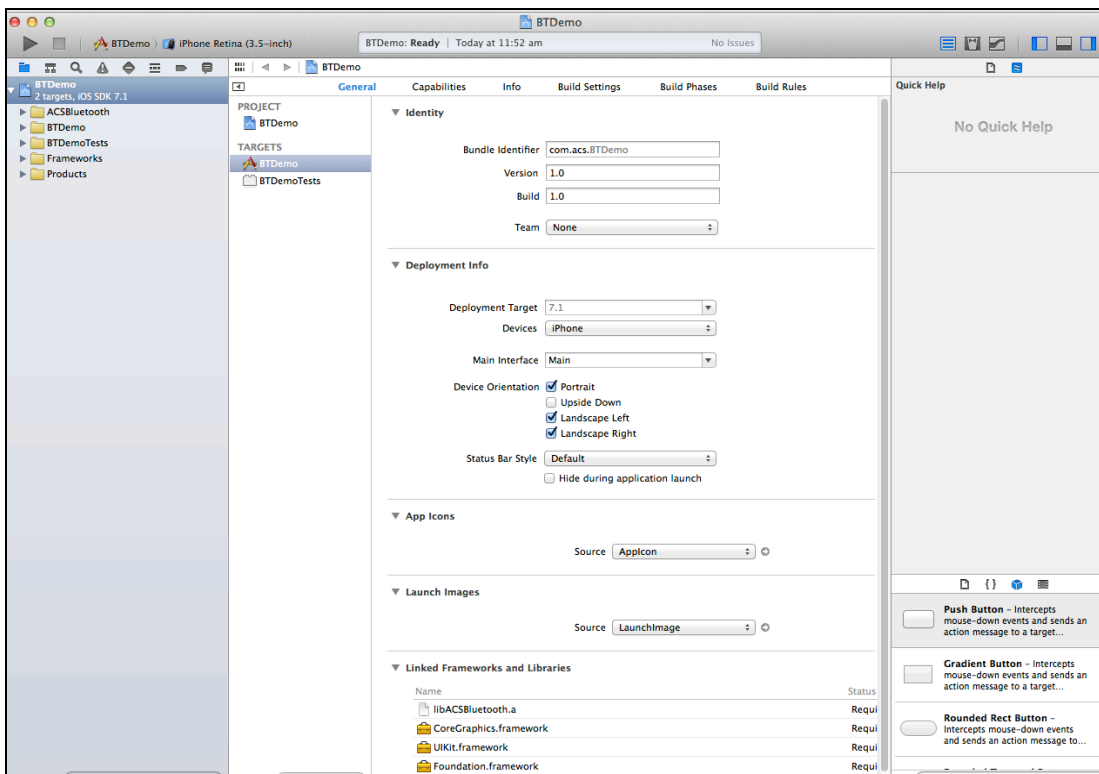 BTDemo
BTDemo
iPhone Retina (3.5-inch)
BTDemo: Ready | Today at 11:52 am
No Issues
BTDemo
2 targets, iOS SDK 7.1
ACSBluetooth
BTDemo
BTDemoTests
Frameworks
Products
BTDemo
General
Capabilities
Info
Build Settings
Build Phases
Build Rules
PROJECT
BTDemo
TARGETS
BTDemo
BTDemoTests
Identity
Bundle Identifier com.acs.BTDemo
Version 1.0
Build 1.0
Team None
Deployment Info
Deployment Target 7.1
Devices iPhone
Main Interface Main
Device Orientation Portrait
Upside Down
Landscape Left
Landscape Right
Status Bar Style Default
Hide during application launch
App Icons
Source AppIcon
Launch Images
Source LaunchImage
Linked Frameworks and Libraries
Name Status
libACSBluetooth.a Requi
CoreGraphics.framework Requi
UIKit.framework Requi
Foundation.framework Requi
Quick Help
No Quick Help
{}
Push Button – Intercepts
mouse-down events and sends an
action message to a target...
Gradient Button – Intercepts
mouse-down events and sends an
action message to a target...
Rounded Rect Button –
Intercepts mouse-down events
and sends an action message to...